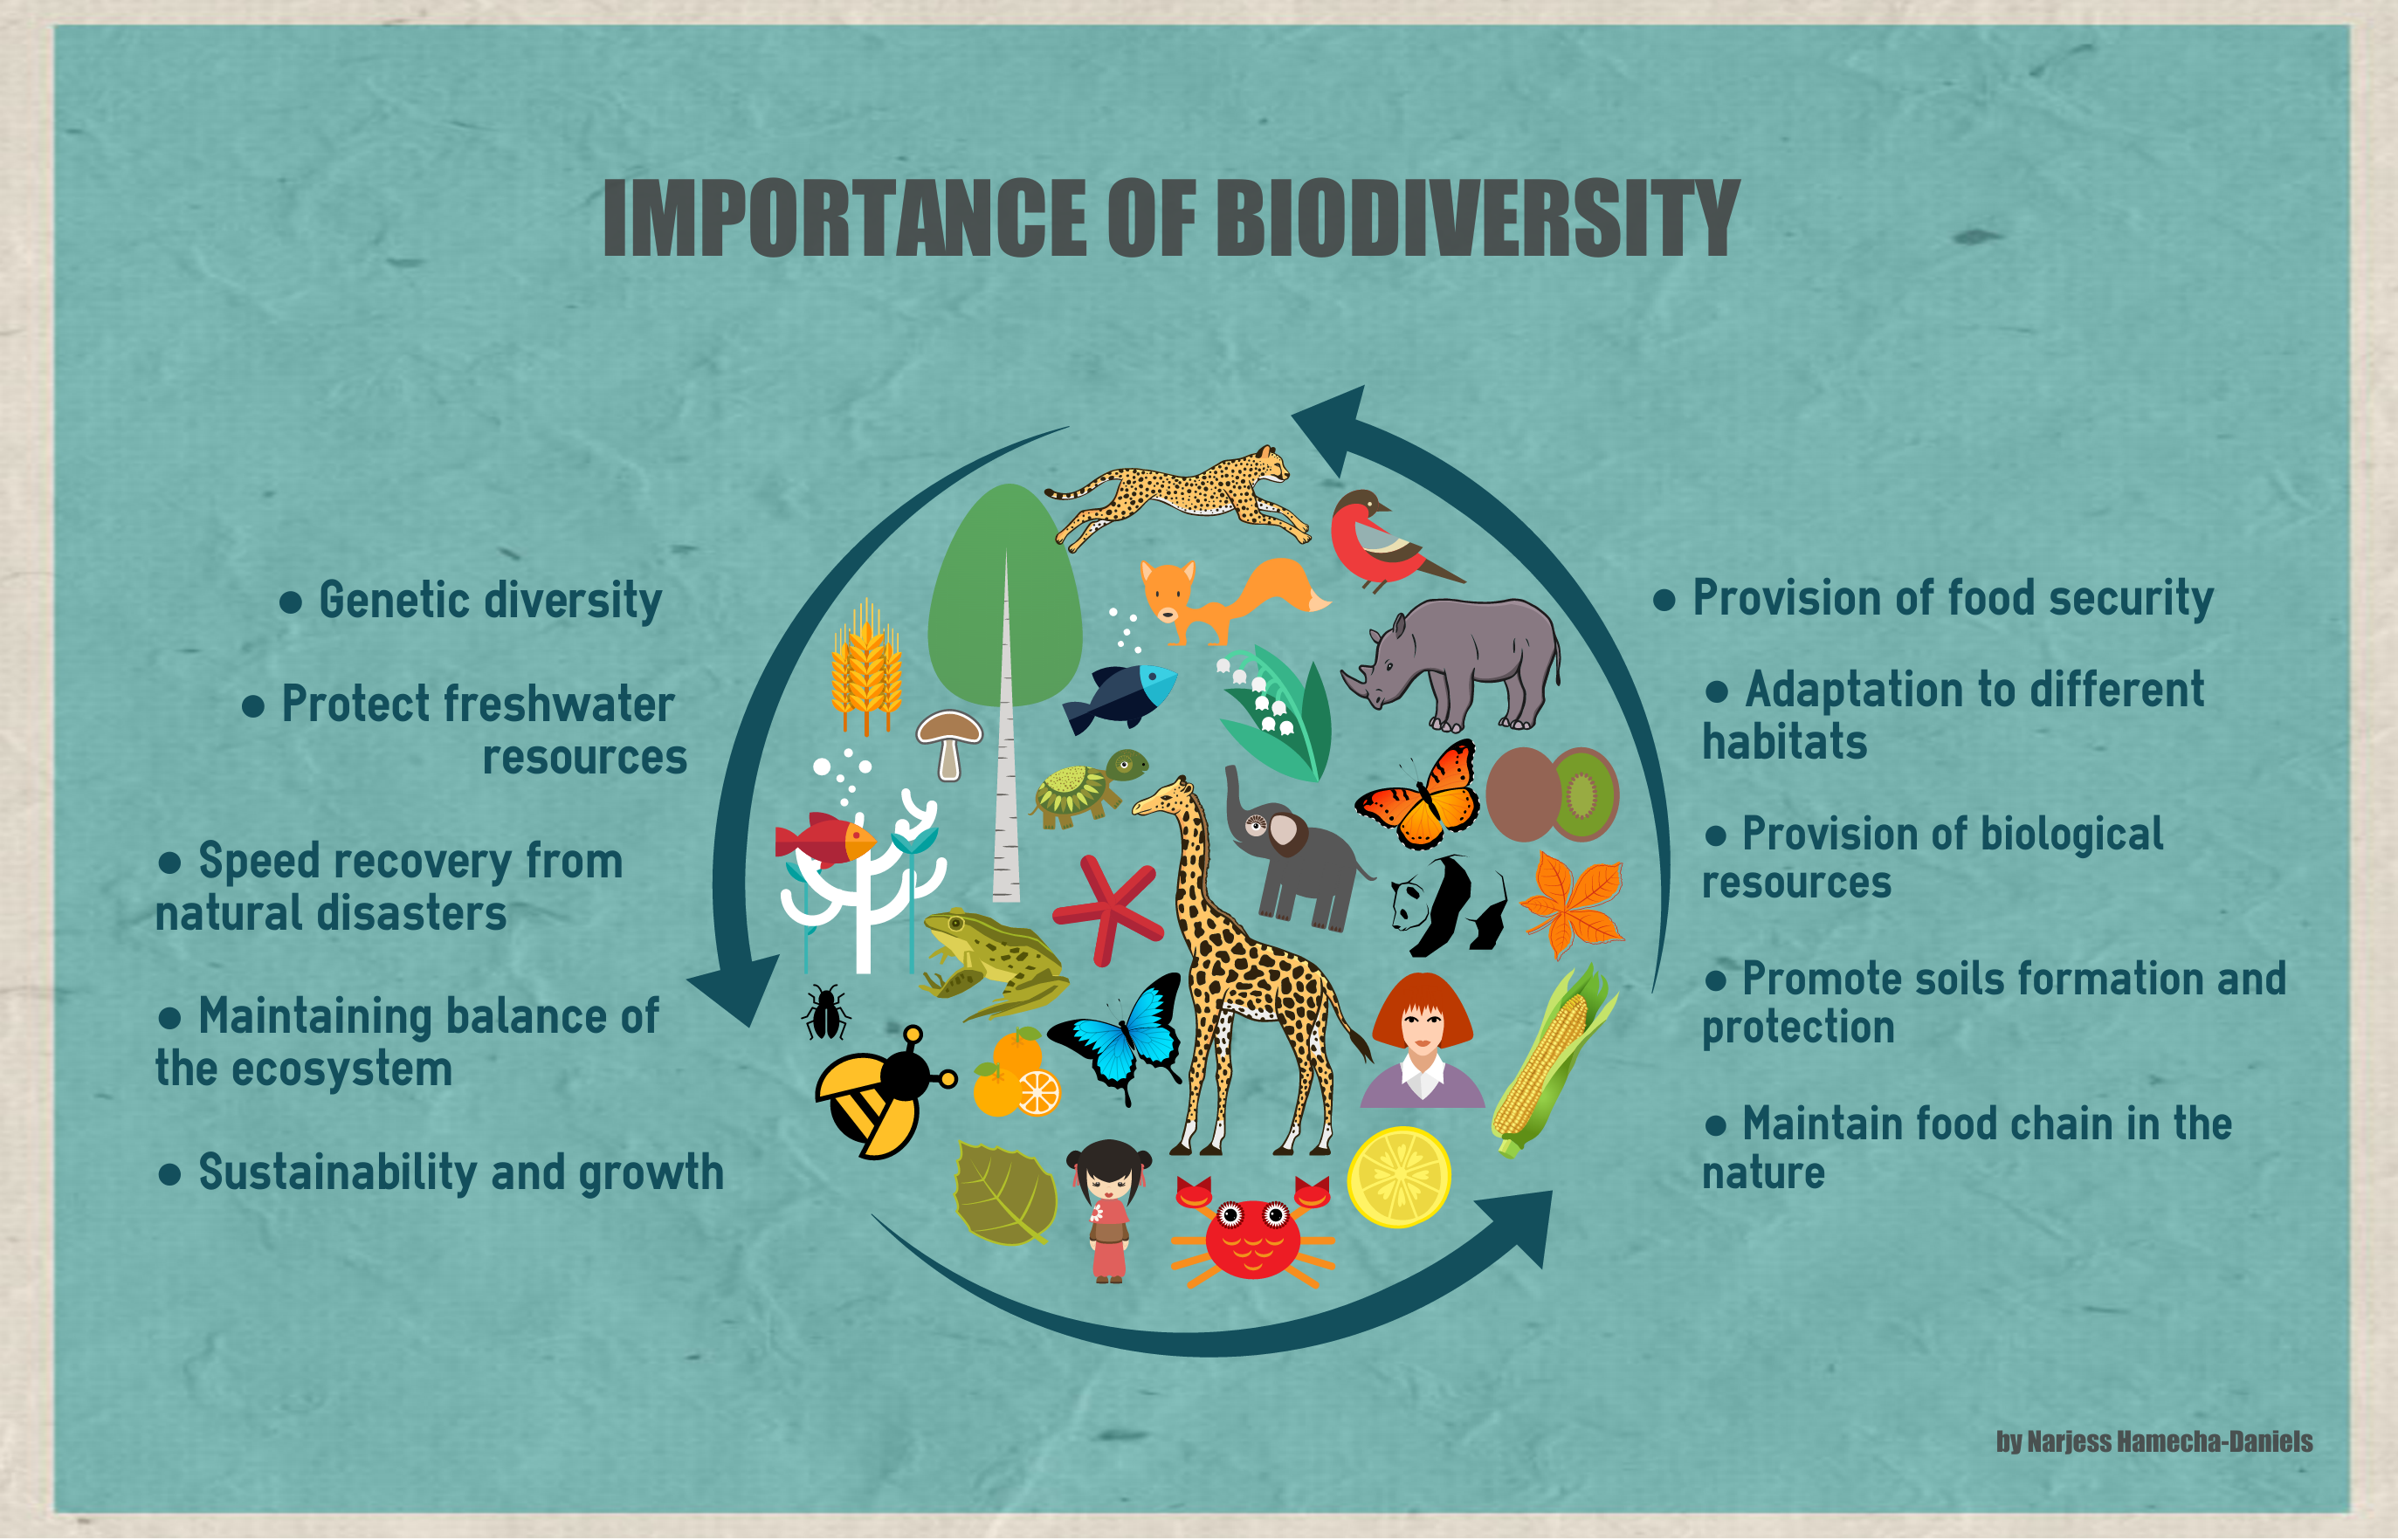 IMPORTANCE OF BIODIVERSITY
● Genetic diversity
● Protect freshwater
resources
● Speed recovery from
natural disasters
● Maintaining balance of
the ecosystem
● Sustainability and growth
● Provision of food security
● Adaptation to different
habitats
● Provision of biological
resources
● Promote soils formation and
protection
● Maintain food chain in the
nature
by Narjess Hamecha-Daniels